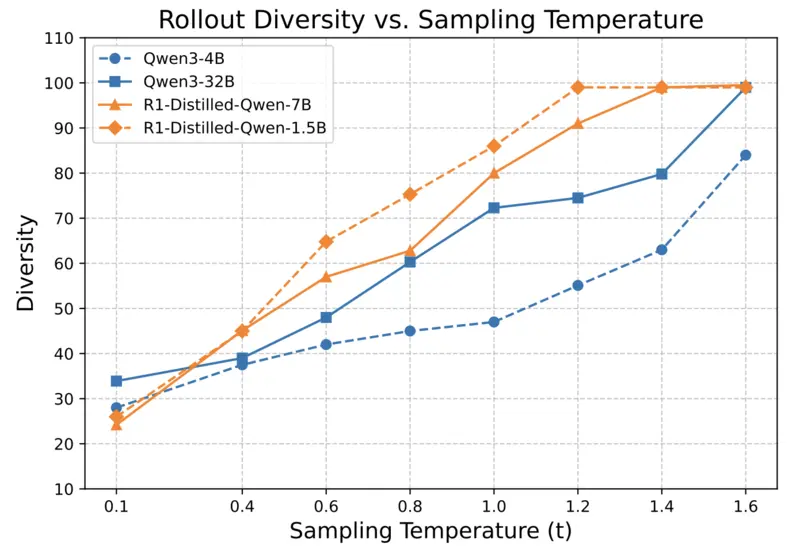 Rollout Diversity vs. Sampling Temperature
110
100
90
80
70
60
50
40
30
20
10
Diversity
Qwen3-4B
Qwen3-32B
R1-Distilled-Qwen-7B
R1-Distilled-Qwen-1.5B
0.1 0.4 0.6 0.8 1.0 1.2 1.4 1.6
Sampling Temperature (t)